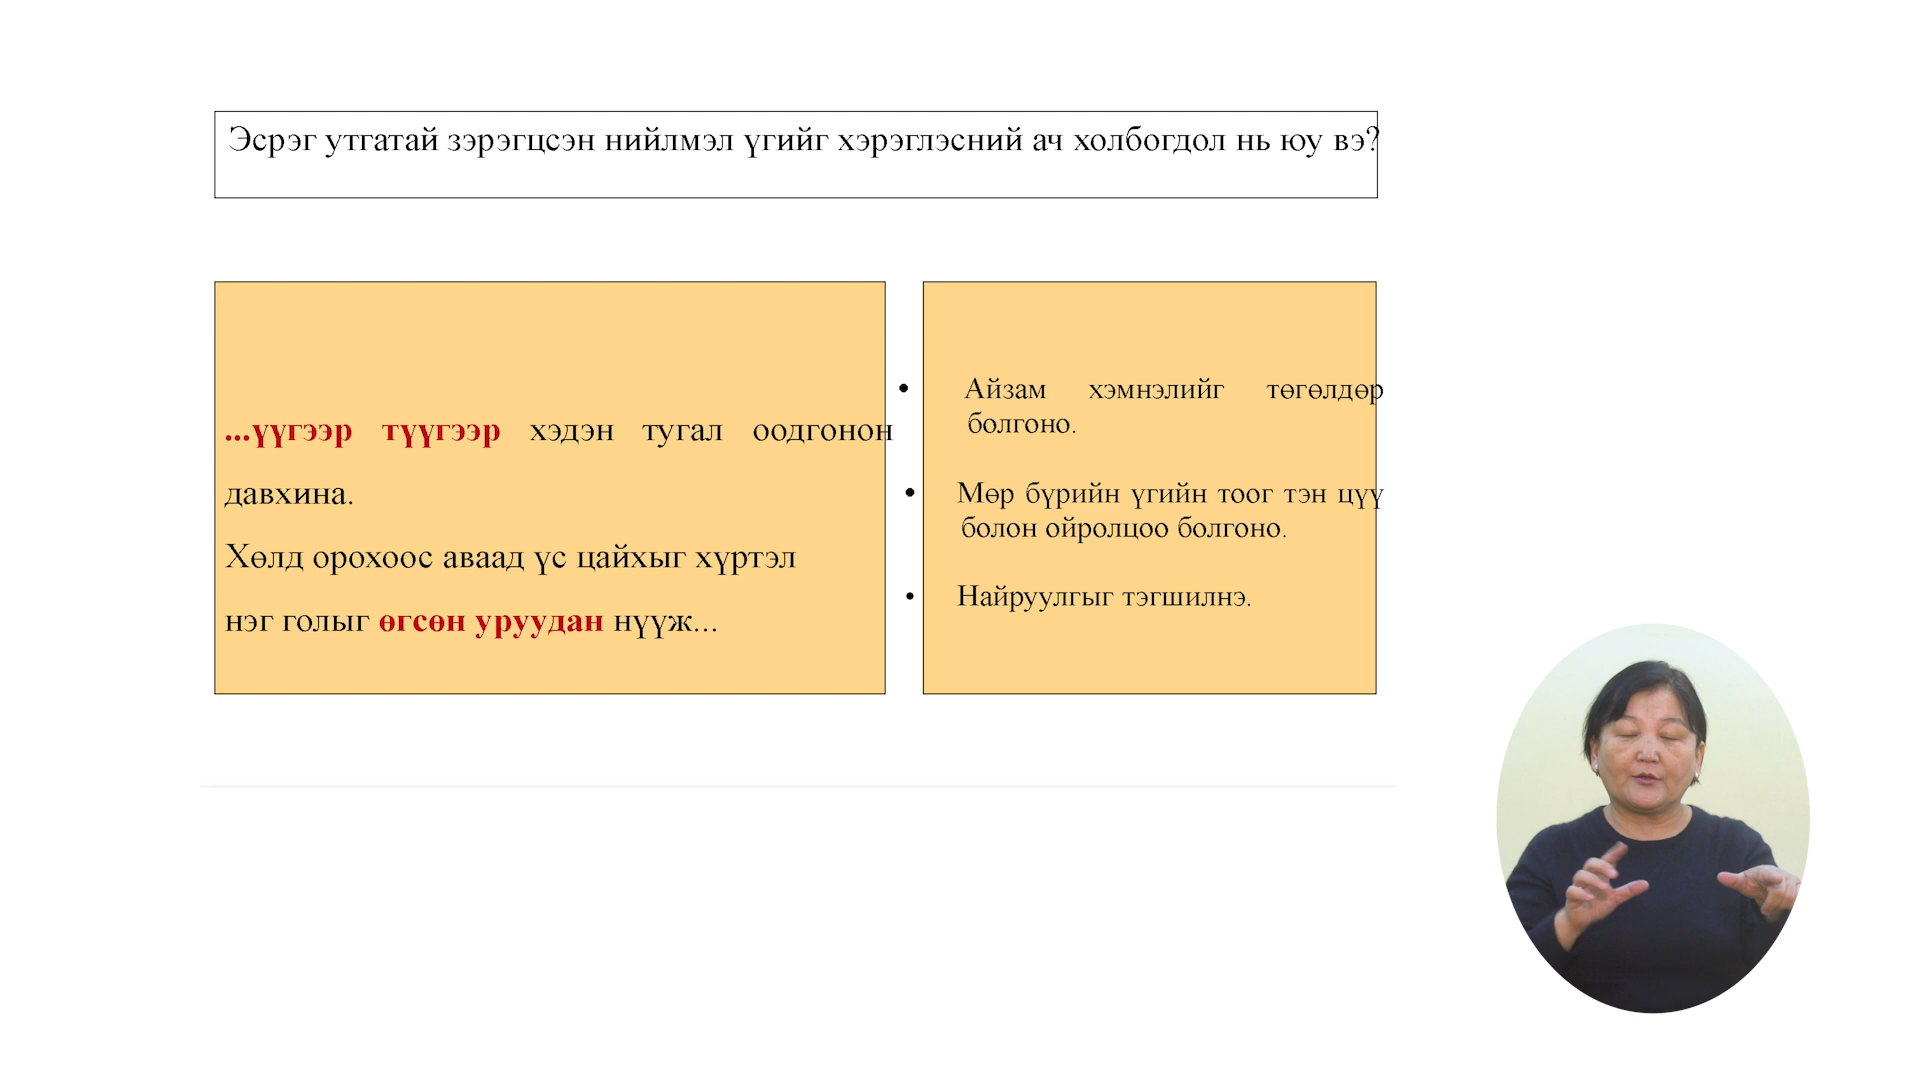 Эсрэг утгатай зэрэгцсэн нийлмэл үгийг хэрэглэсний ач холбогдол нь юу вэ?
...үүгээр түүгээр хэдэн тугал оодгонон
давхина.
Хөлд орохоос аваад үс цайхыг хүртэл
нэг голыг өгсөн уруудан нүүж...
• Айзам хэмнэлийг төгөлдөр
болгоно.
• Мөр бүрийн үгийн тоог тэн цүү
болон ойролцоо болгоно.
• Найруулгыг тэгшилнэ.